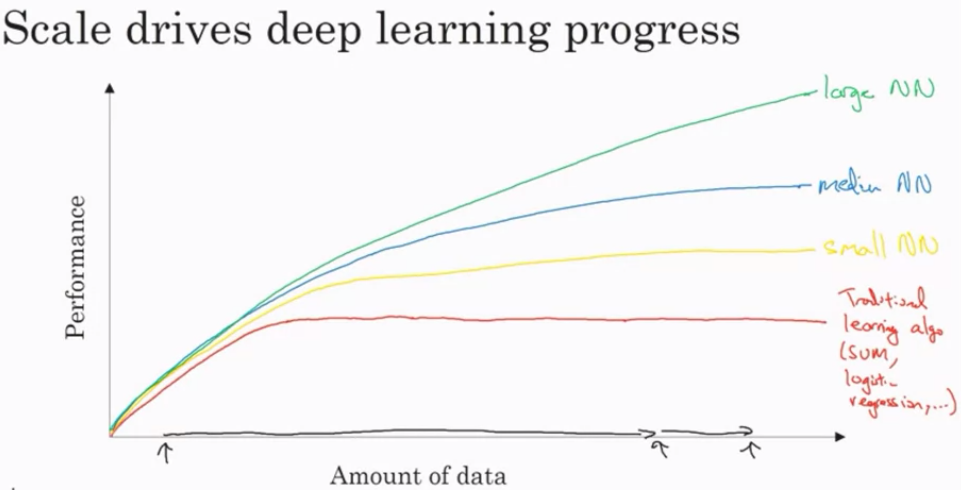 Scale drives deep learning progress
large NN
Performance
medium NN
small NN
Traditional
learning algo
(SVM,
logistic
regression,...)
Amount of data